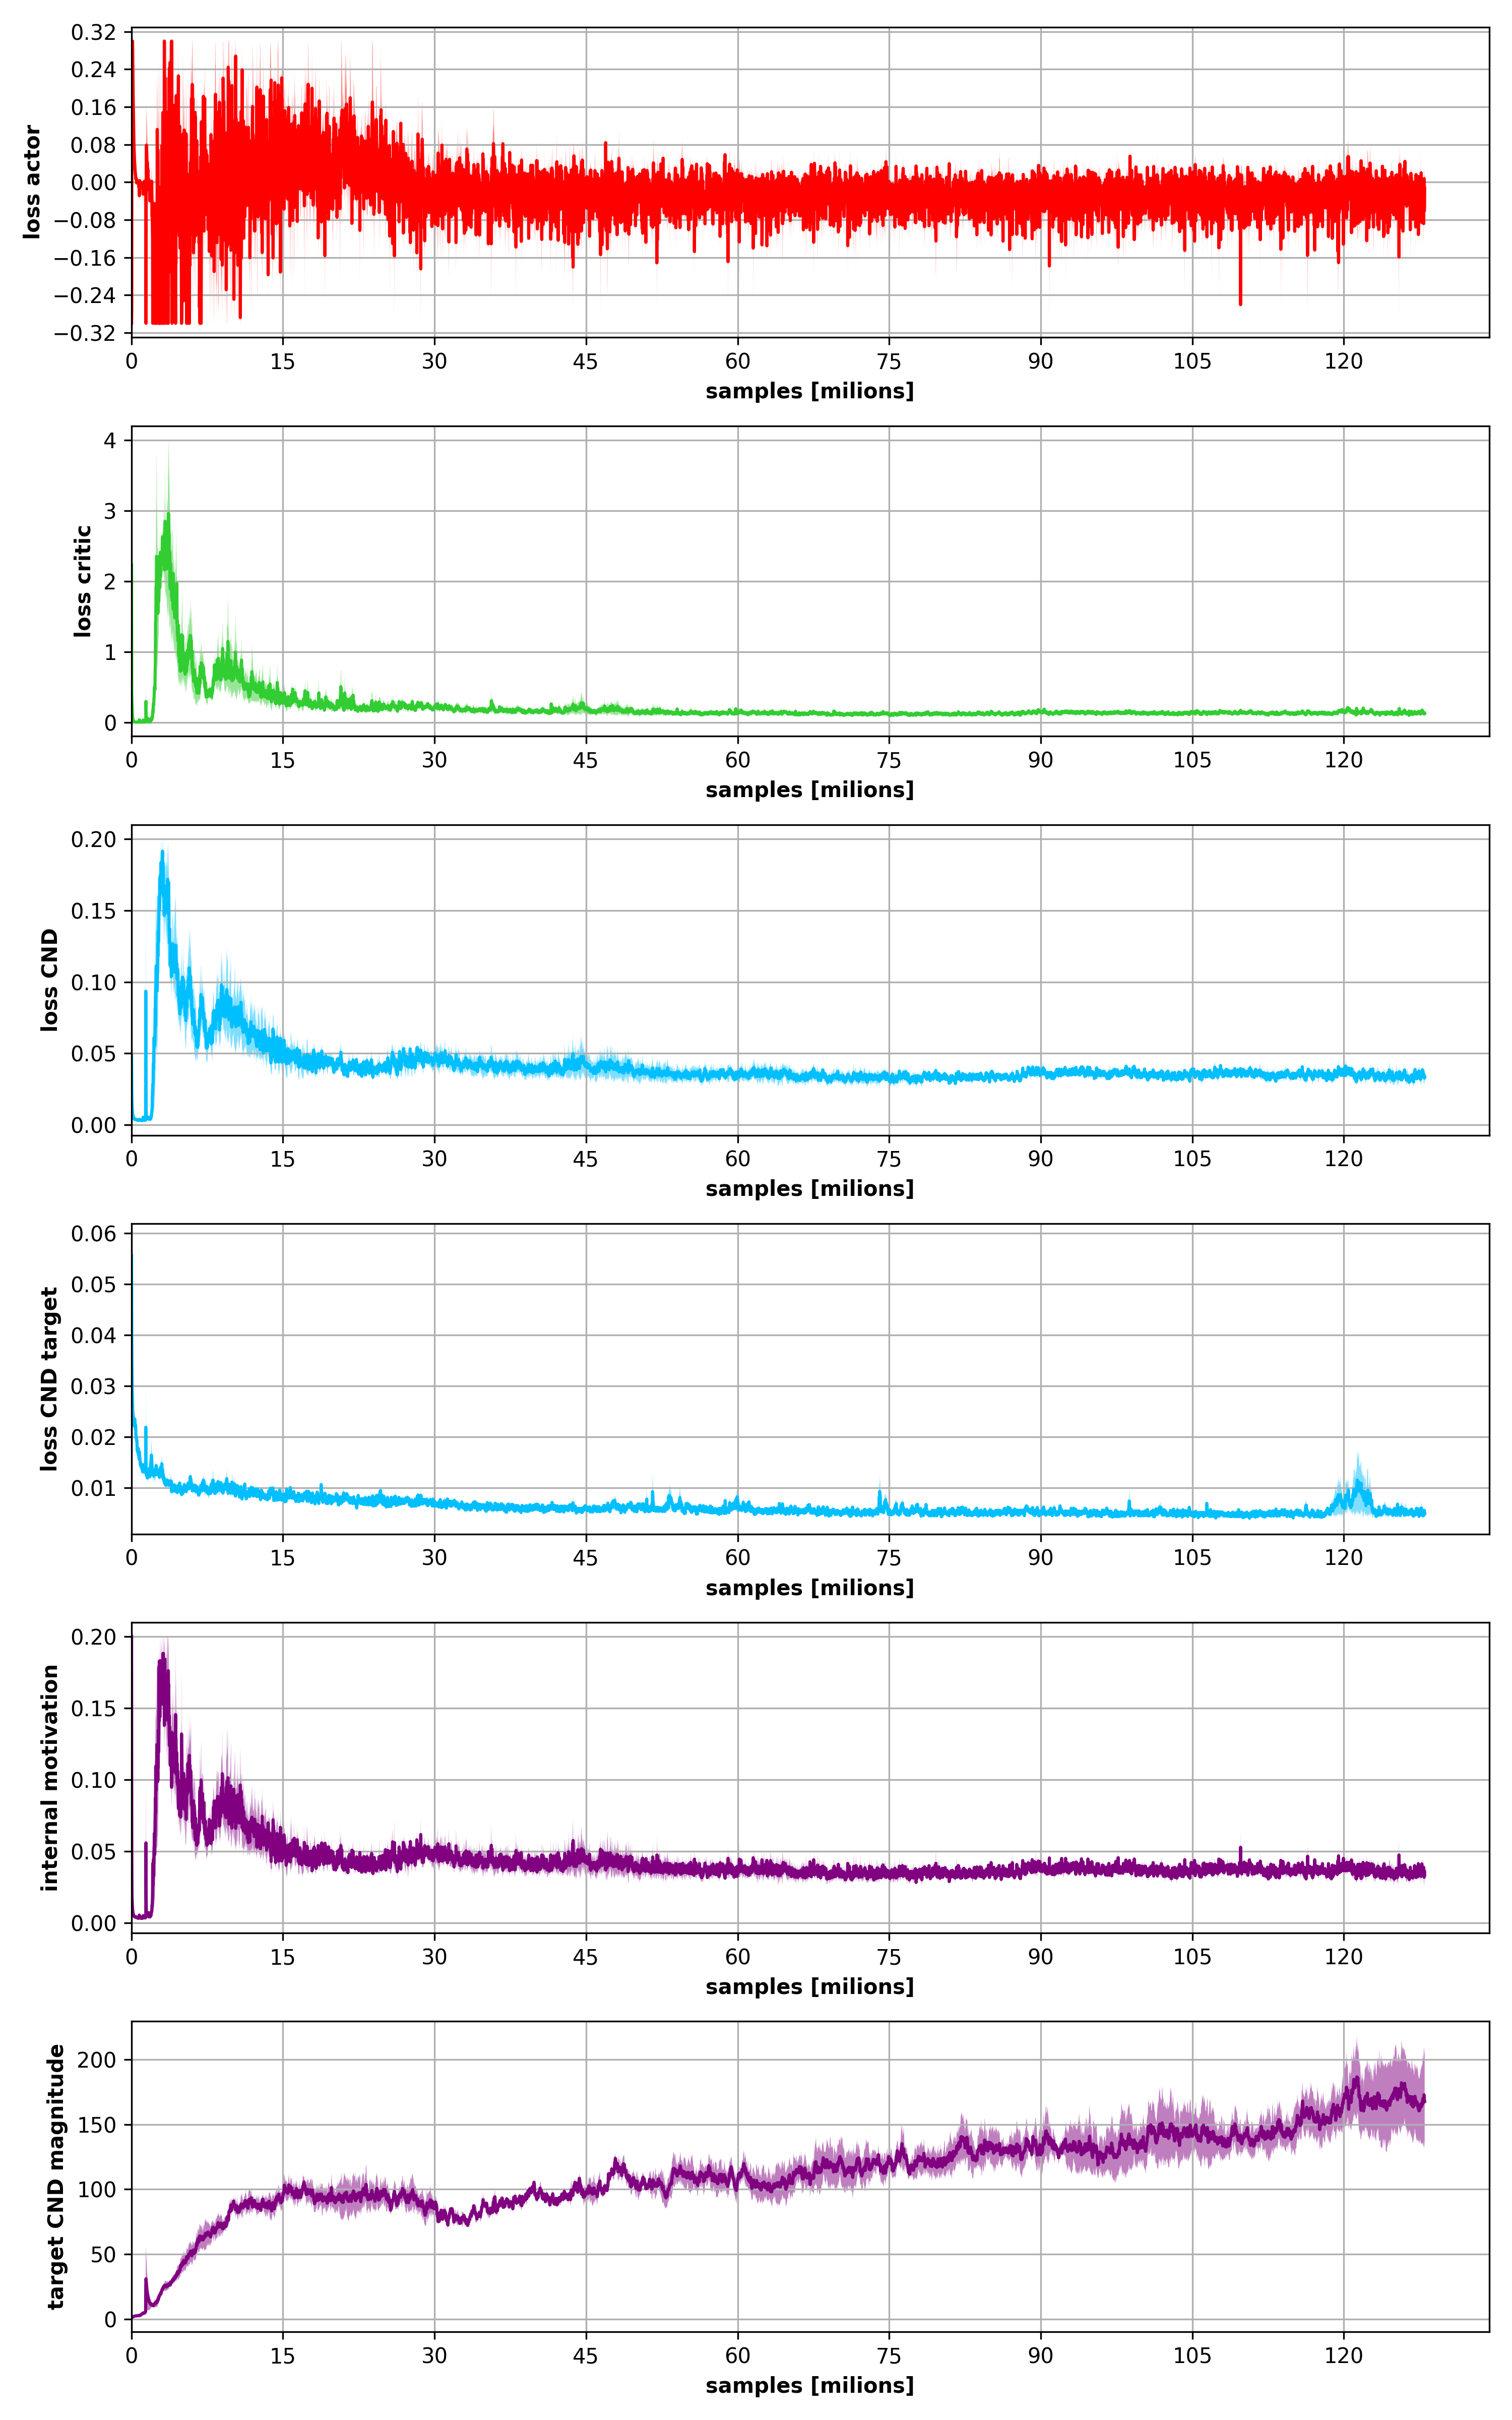 0.32
0.24
0.16
0.08
0.00
−0.08
−0.16
−0.24
−0.32
loss actor
0 15 30 45 60 75 90 105 120
samples [milions]
4
3
2
1
0
loss critic
0 15 30 45 60 75 90 105 120
samples [milions]
0.20
0.15
0.10
0.05
0.00
loss CND
0 15 30 45 60 75 90 105 120
samples [milions]
0.06
0.05
0.04
0.03
0.02
0.01
loss CND target
0 15 30 45 60 75 90 105 120
samples [milions]
0.20
0.15
0.10
0.05
0.00
internal motivation
0 15 30 45 60 75 90 105 120
samples [milions]
200
150
100
50
0
target CND magnitude
0 15 30 45 60 75 90 105 120
samples [milions]